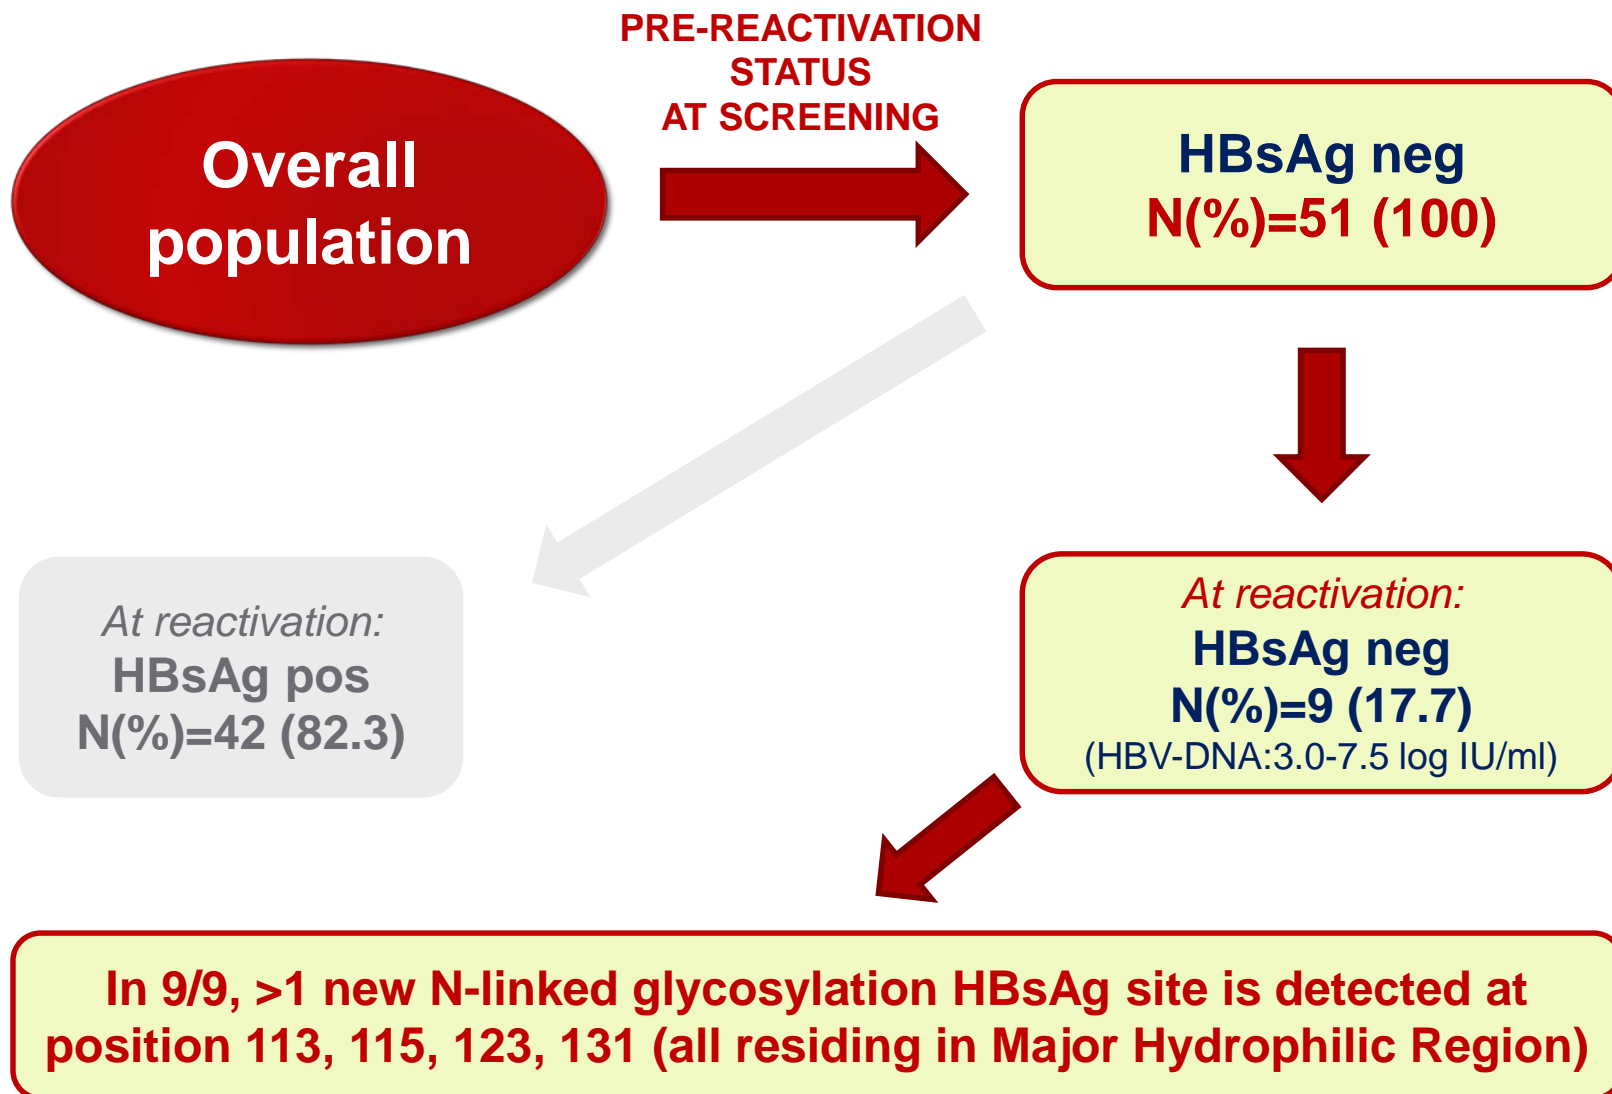 PRE-REACTIVATION
STATUS
AT SCREENING
Overall
population
HBsAg neg
N(%)=51 (100)
At reactivation:
HBsAg pos
N(%)=42 (82.3)
At reactivation:
HBsAg neg
N(%)=9 (17.7)
(HBV-DNA:3.0-7.5 log IU/ml)
In 9/9, >1 new N-linked glycosylation HBsAg site is detected at
position 113, 115, 123, 131 (all residing in Major Hydrophilic Region)